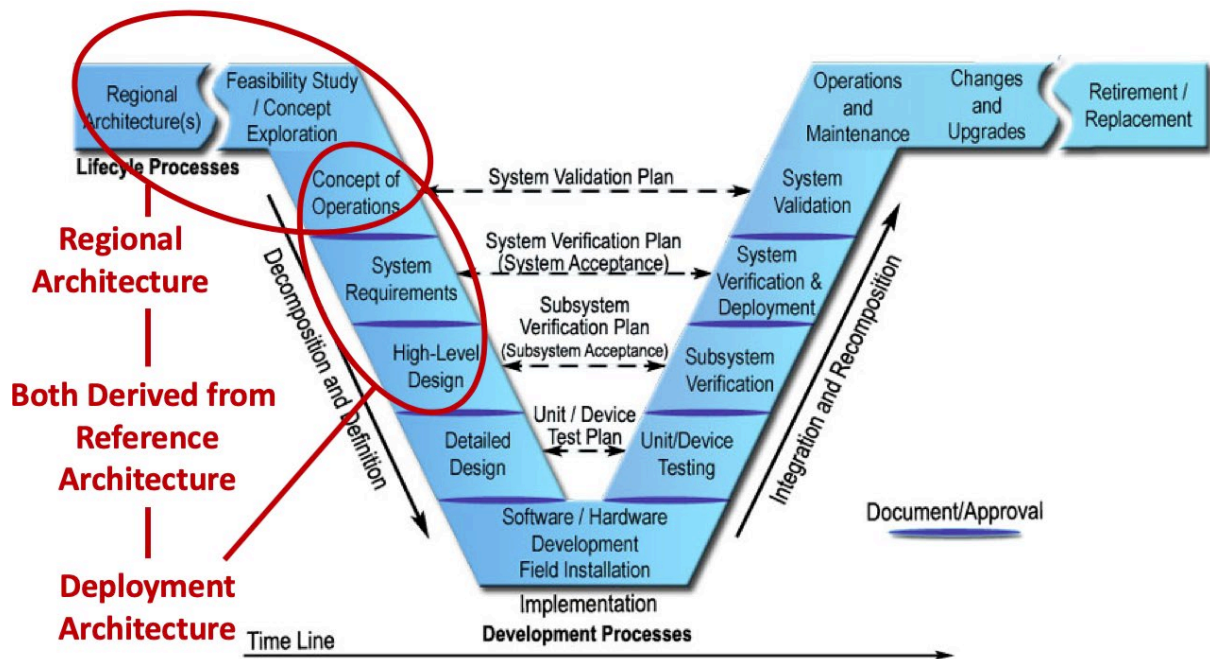 Regional
Architecture(s)
Feasibility Study
/ Concept
Exploration
Operations
and
Maintenance
Changes
and
Upgrades
Retirement /
Replacement
Lifecyle Processes
Concept of
Operations
System Validation Plan
System
Validation
Regional
Architecture
Decomposition and Definition
System
Requirements
System Verification Plan
(System Acceptance)
System
Verification &
Deployment
High-Level
Design
Subsystem
Verification Plan
(Subsystem Acceptance)
Subsystem
Verification
Integration and Recomposition
Both Derived from
Reference
Architecture
Detailed
Design
Unit / Device
Test Plan
Unit/Device
Testing
Software / Hardware
Development
Field Installation
Document/Approval
Deployment
Architecture
Implementation
Development Processes
Time Line